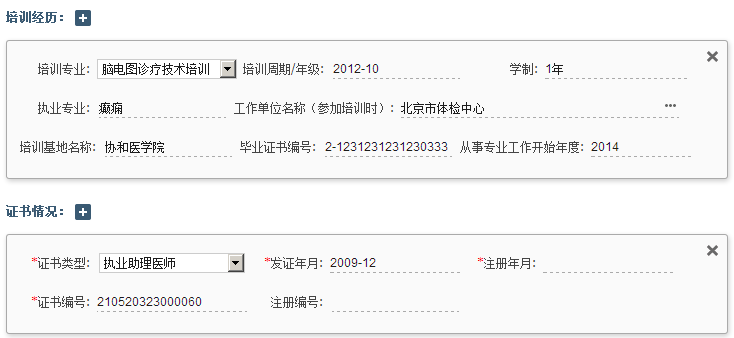 培训经历：
培训专业: 脑电图诊疗技术培训 培训周期/年级: 2012-10 学制: 1年
执业专业: 癫痫 工作单位名称（参加培训时）: 北京市体检中心 ...
培训基地名称: 协和医学院 毕业证书编号: 2-1231231231230333 从事专业工作开始年度: 2014
证书情况：
*证书类型: 执业助理医师 *发证年月: 2009-12 *注册年月:
*证书编号: 210520323000060 注册编号: